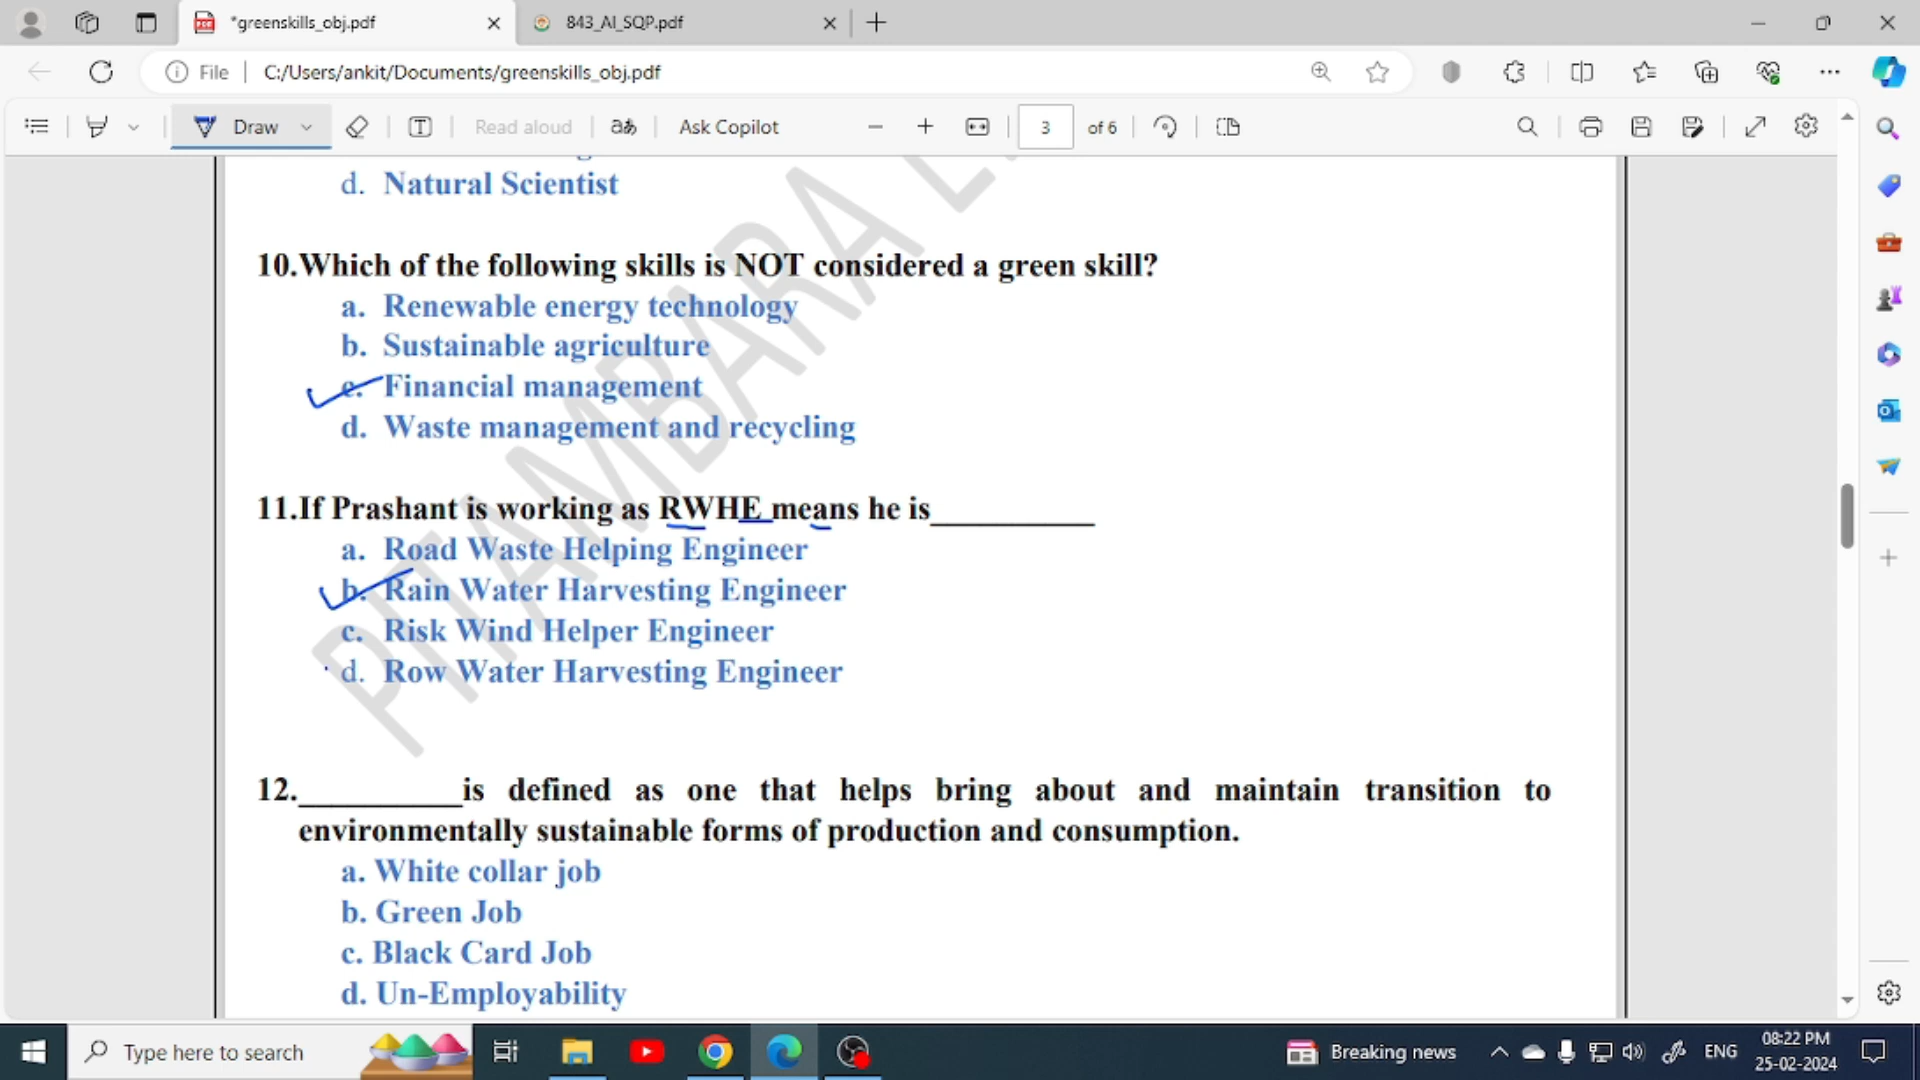 *greenskills_obj.pdf
843_AI_SQP.pdf
File
C:/Users/ankit/Documents/greenskills_obj.pdf
Draw
Read aloud
aあ
Ask Copilot
3
of 6
d. Natural Scientist
10.Which of the following skills is NOT considered a green skill?
a. Renewable energy technology
b. Sustainable agriculture
c. Financial management
d. Waste management and recycling
11.If Prashant is working as RWHE means he is__________
a. Road Waste Helping Engineer
b. Rain Water Harvesting Engineer
c. Risk Wind Helper Engineer
d. Row Water Harvesting Engineer
12.__________is defined as one that helps bring about and maintain transition to
environmentally sustainable forms of production and consumption.
a. White collar job
b. Green Job
c. Black Card Job
d. Un-Employability
PITAMBARA
Type here to search
Breaking news
ENG
08:22 PM
25-02-2024